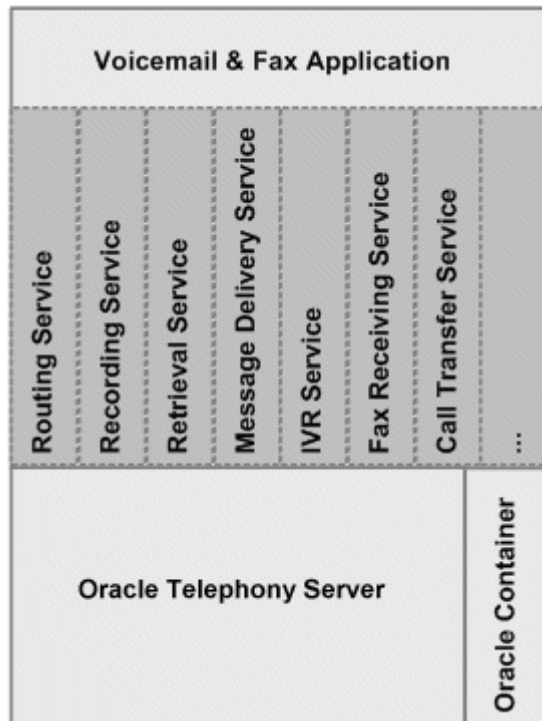 Voicemail & Fax Application
Routing Service
Recording Service
Retrieval Service
Message Delivery Service
IVR Service
Fax Receiving Service
Call Transfer Service
...
Oracle Telephony Server
Oracle Container